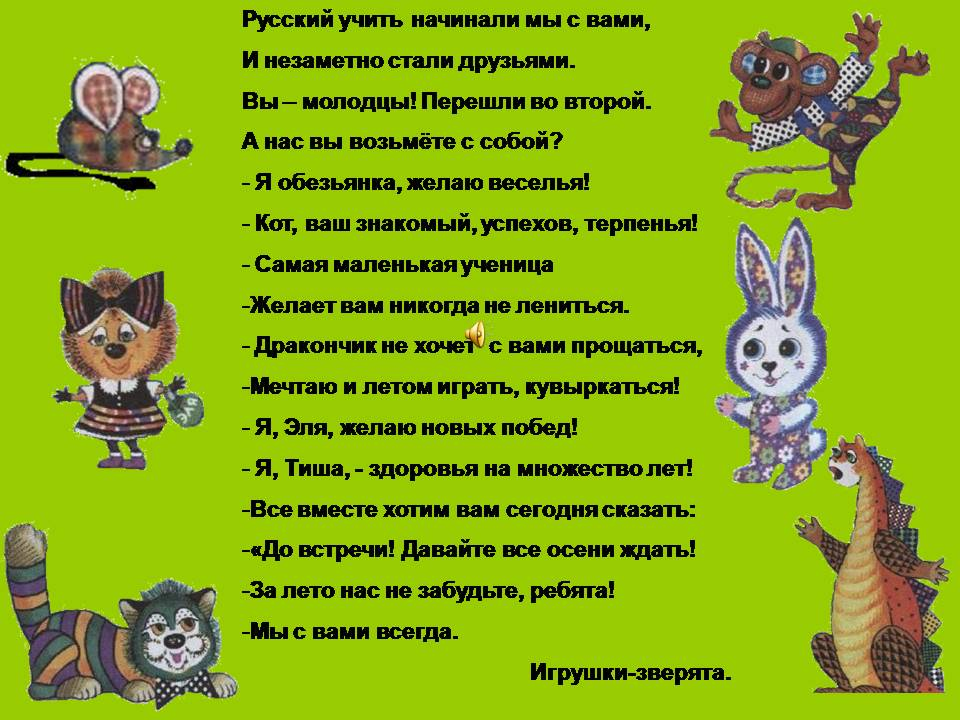 Русский учить начинали мы с вами,
И незаметно стали друзьями.
Вы – молодцы! Перешли во второй.
А нас вы возьмёте с собой?
- Я обезьянка, желаю веселья!
- Кот, ваш знакомый, успехов, терпенья!
- Самая маленькая ученица
-Желает вам никогда не лениться.
- Дракончик не хочет с вами прощаться,
-Мечтаю и летом играть, кувыркаться!
- Я, Эля, желаю новых побед!
- Я, Тиша, - здоровья на множество лет!
-Все вместе хотим вам сегодня сказать:
-«До встречи! Давайте все осени ждать!
-За лето нас не забудьте, ребята!
-Мы с вами всегда.
Игрушки-зверята.